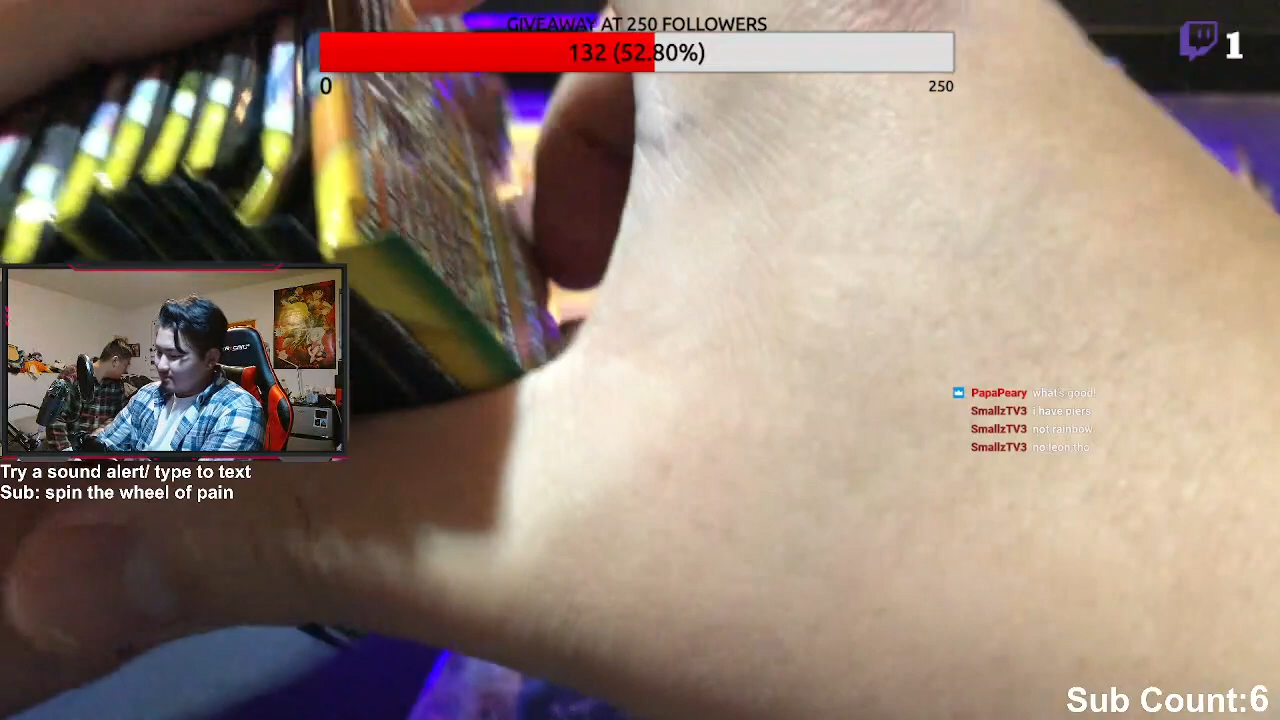 GIVEAWAY AT 250 FOLLOWERS
132 (52.80%)
0
250
1
PapaPeary what's good!
SmallzTV3 i have piers
SmallzTV3 not rainbow
SmallzTV3 no leon tho
Try a sound alert/ type to text
Sub: spin the wheel of pain
Sub Count:6